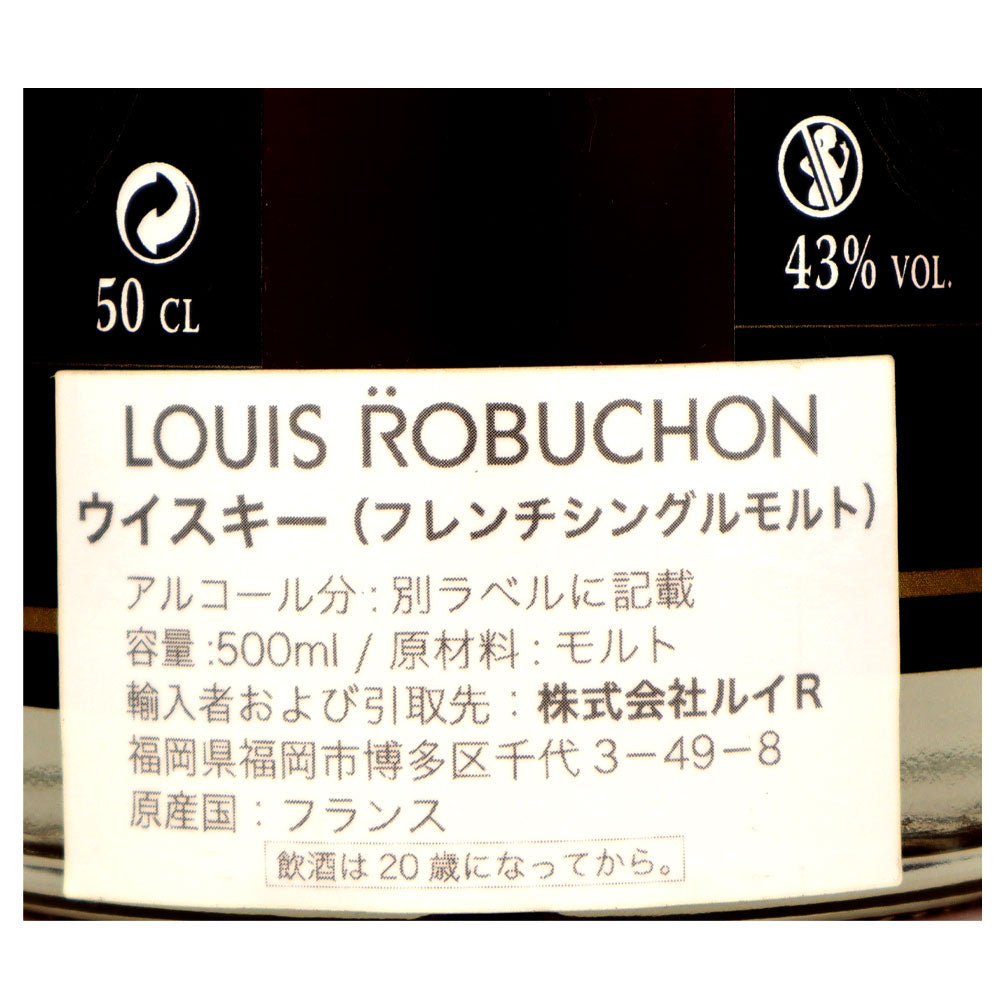 50 CL
43% VOL.
LOUIS R̈OBUCHON
ウイスキー（フレンチシングルモルト）
アルコール分：別ラベルに記載
容量:500ml / 原材料：モルト
輸入者および引取先：株式会社ルイR
福岡県福岡市博多区千代3-49-8
原産国：フランス
飲酒は20歳になってから。